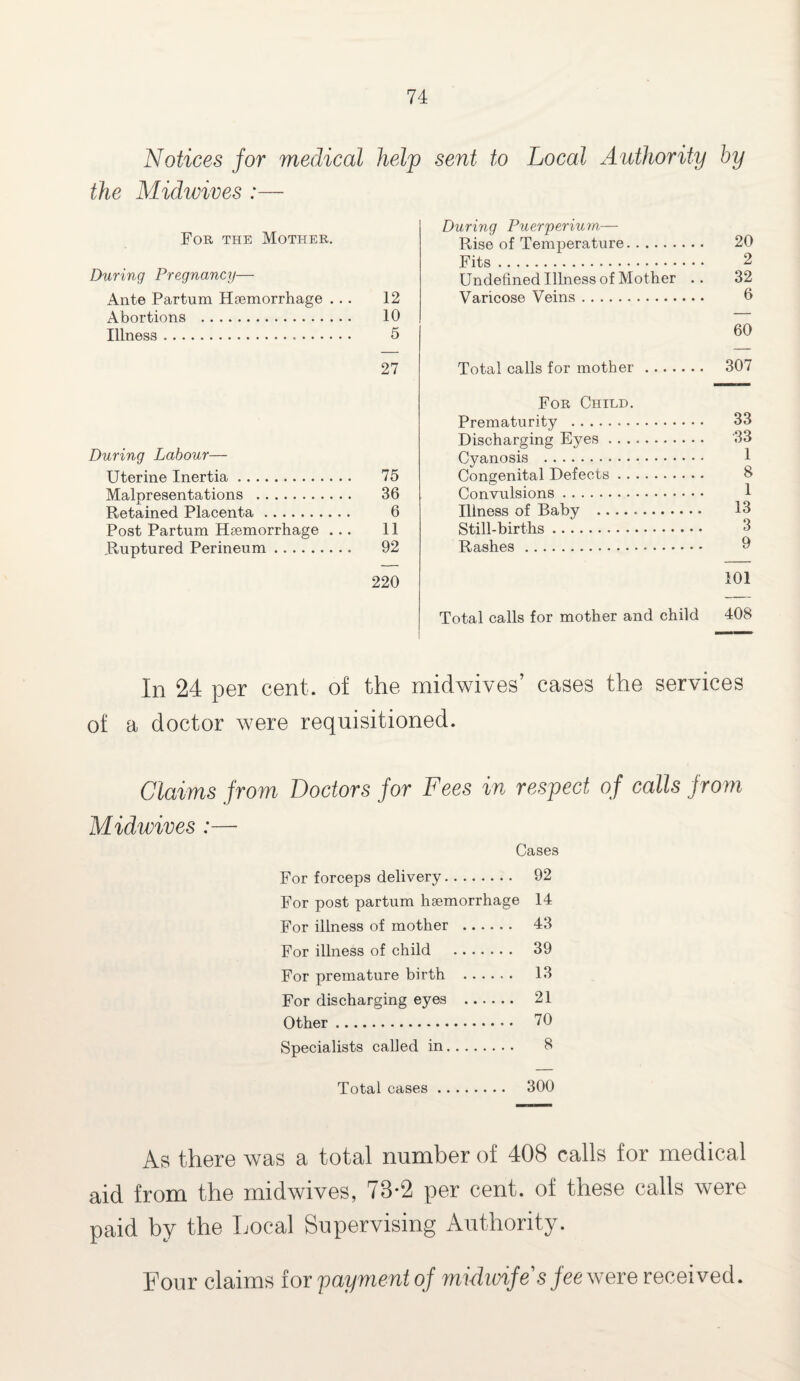 74
Notices for medical help sent to Local Authority by
the Midwives :—
For the Mother.
During Pregnancy—
Ante Partum Hæmorrhage ... 12
Abortions ................. 10
Illness ..................... 5
27
During Labour—
Uterine Inertia ............. 75
Malpresentations ........... 36
Retained Placenta .......... 6
Post Partum Hæmorrhage ... 11
Ruptured Perineum ......... 92
220
During Puerperium—
Rise of Temperature......... 20
Fits ....................... 2
Undefined Illness of Mother .. 32
Varicose Veins .............. 6
60
Total calls for mother ....... 307
For Child.
Prematurity ............... 33
Discharging Eyes ........... 33
Cyanosis .................. 1
Congenital Defects .......... 8
Convulsions ................ 1
Illness of Baby ............ 13
Still-births ................. 3
Rashes .................... 9
101
Total calls for mother and child 408
In 24 per cent. of the midwives’ cases the services
of a doctor were requisitioned.
Claims from Doctors for Fees in respect of calls from
Midwives :—
Cases
For forceps delivery........ 92
For post partum hæmorrhage 14
For illness of mother ...... 43
For illness of child ....... 39
For premature birth ...... 13
For discharging eyes ...... 21
Other .................... 70
Specialists called in........ 8
Total cases ........ 300
As there was a total number of 408 calls for medical
aid from the midwives, 73·2 per cent. of these calls were
paid by the Local Supervising Authority.
Four claims for payment of midwife's fee were received.